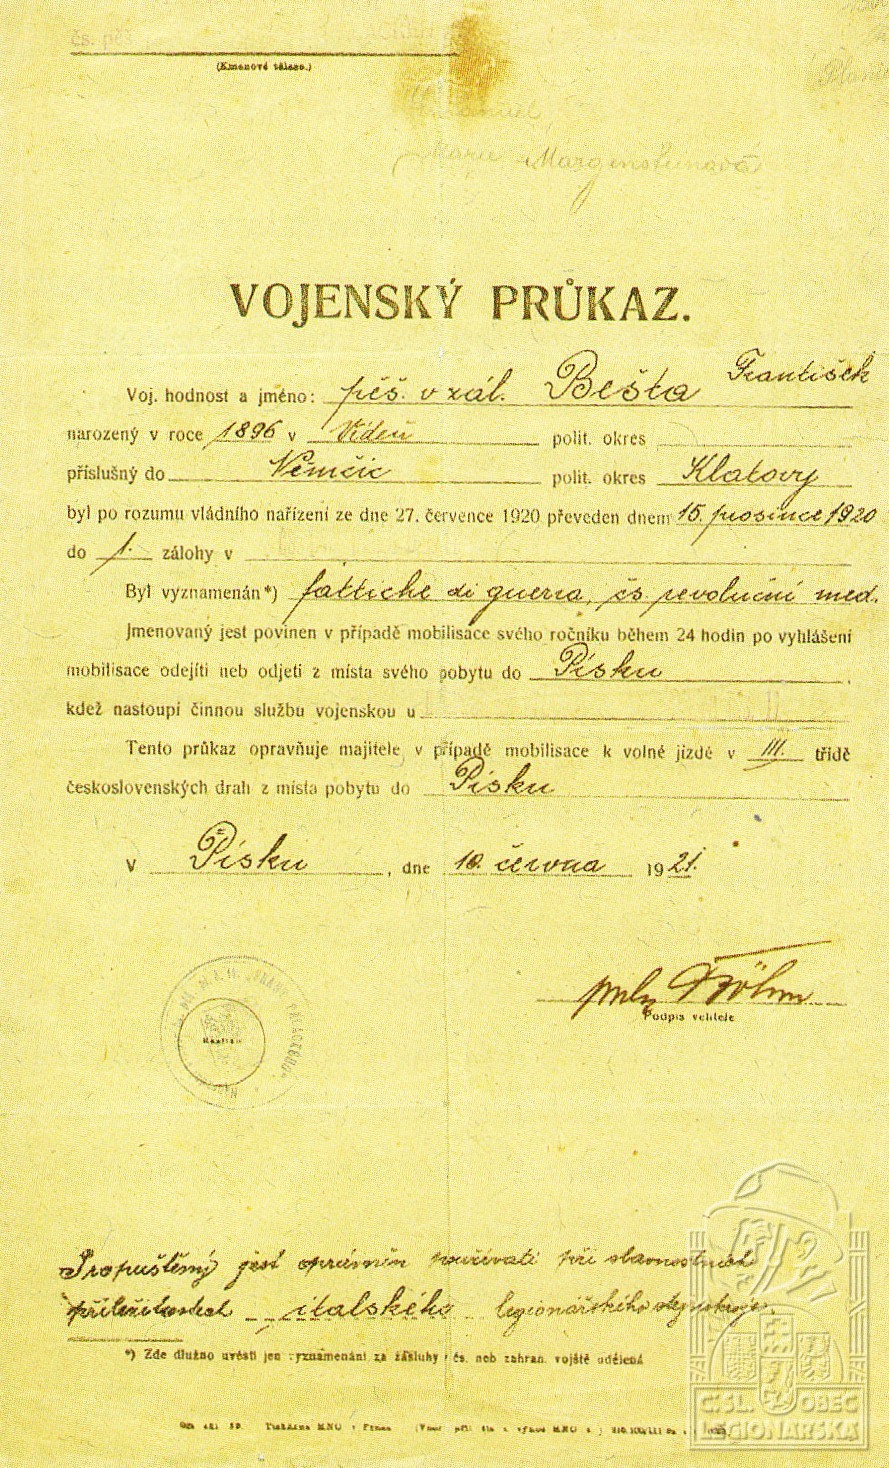 čs. pěš
(Kmenové těleso.)
Marie Morgensternová
VOJENSKÝ PRŮKAZ.
Voj. hodnost a jméno: pěš. v zál. Bešta František
narozený v roce 1896 v Vídeň polit. okres
příslušný do Němčic polit. okres Klatovy
byl po rozumu vládního nařízení ze dne 27. července 1920 převeden dnem 15. prosince 1920
do 1. zálohy v
Byl vyznamenán*) fattiche di guerra, čs. revoluční med.
Jmenovaný jest povinen v případě mobilisace svého ročníku během 24 hodin po vyhlášení
mobilisace odejíti neb odjeti z místa svého pobytu do Písku,
kdež nastoupí činnou službu vojenskou u
Tento průkaz opravňuje majitele v případě mobilisace k volné jízdě v III. třídě
československých drah z místa pobytu do Písku
V Písku, dne 10. června 1921.
Böhm
Podpis velitele
Propuštěný jest oprávněn používati při slavnostních
příležitostech italského legionářského stejnokroje.
*) Zde dlužno uvésti jen vyznamenání za zásluhy čs. neb zahran. vojště udělená
ČSL. OBEC
LEGIONÁŘSKÁ